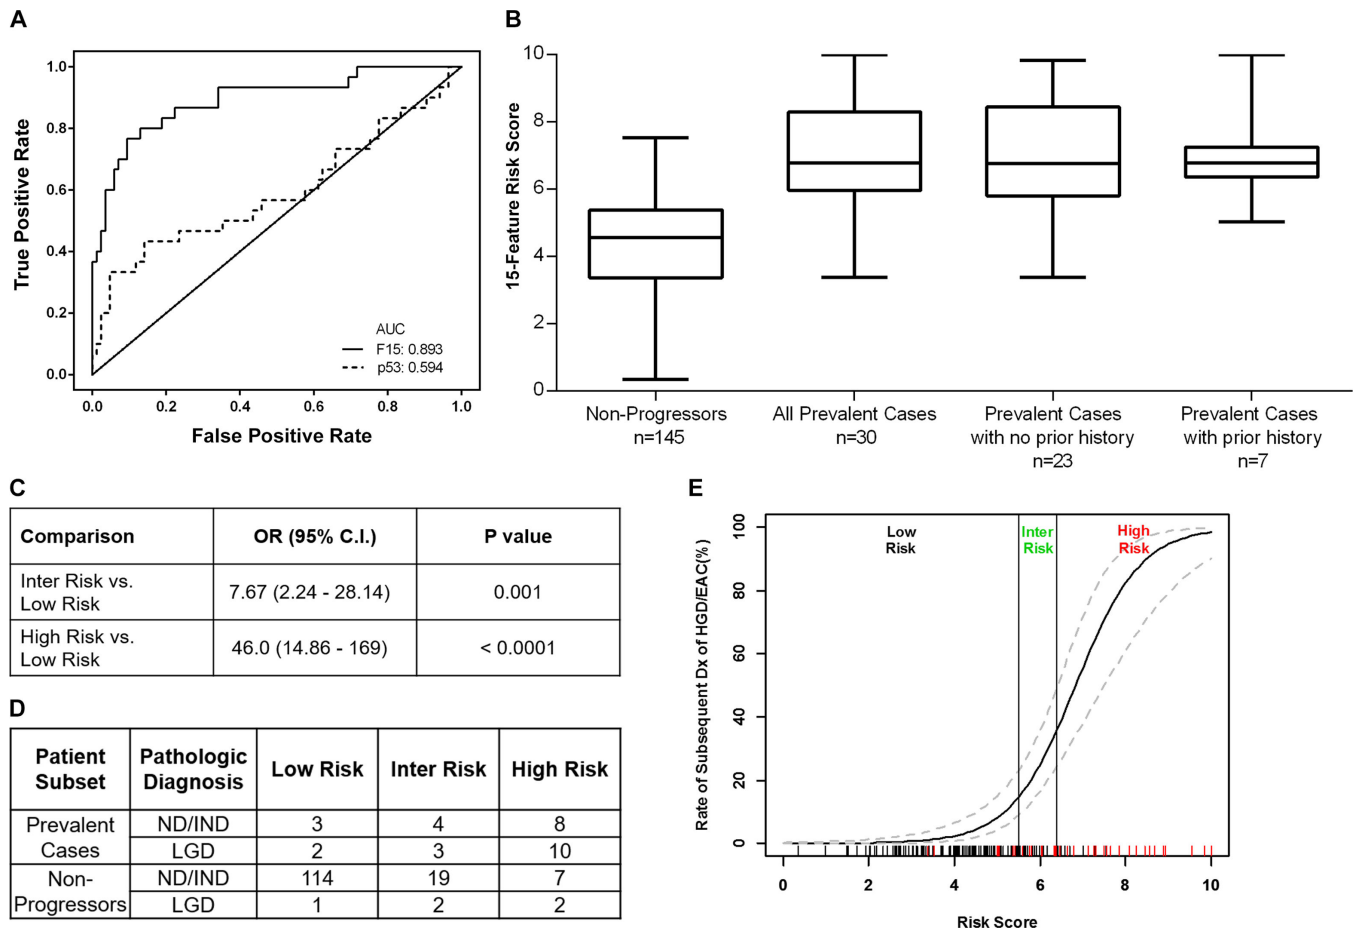 A
True Positive Rate
1.0
0.8
0.6
0.4
0.2
0.0
AUC
F15: 0.893
p53: 0.594
0.0 0.2 0.4 0.6 0.8 1.0
False Positive Rate
B
15-Feature Risk Score
10
8
6
4
2
0
Non-Progressors
n=145
All Prevalent Cases
n=30
Prevalent Cases
with no prior history
n=23
Prevalent Cases
with prior history
n=7
C
Comparison OR (95% C.I.) P value
Inter Risk vs.
Low Risk
7.67 (2.24 - 28.14) 0.001
High Risk vs.
Low Risk
46.0 (14.86 - 169) < 0.0001
D
Patient
Subset
Pathologic
Diagnosis
Low Risk Inter Risk High Risk
Prevalent
Cases
ND/IND 3 4 8
LGD 2 3 10
Non-
Progressors
ND/IND 114 19 7
LGD 1 2 2
E
Rate of Subsequent Dx of HGD/EAC(%)
100
80
60
40
20
0
Low
Risk
Inter
Risk
High
Risk
0 2 4 6 8 10
Risk Score